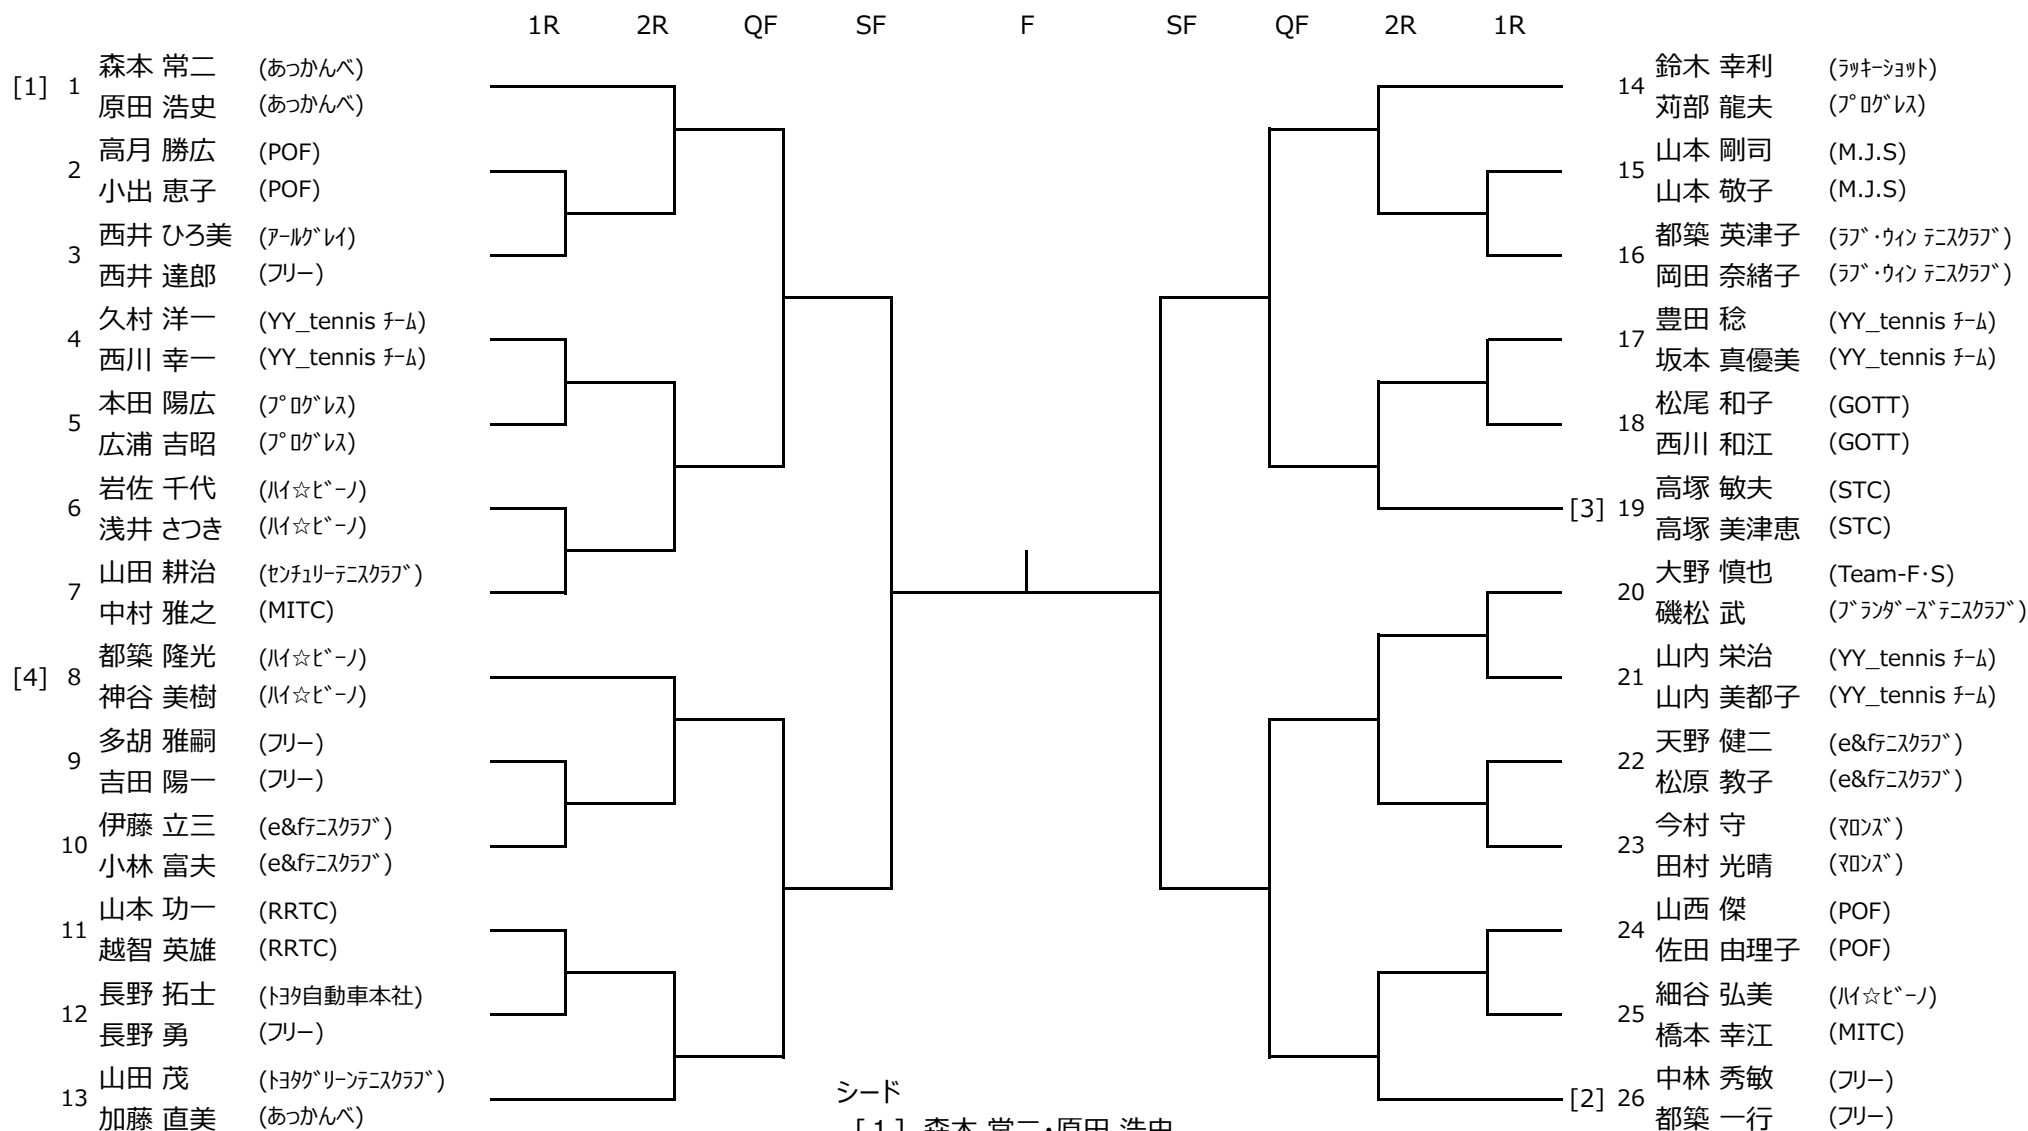 1R 2R QF SF F SF QF 2R 1R
[1] 1 森本 常二 (あっかんべ)
原田 浩史 (あっかんべ)
2 高月 勝広 (POF)
小出 恵子 (POF)
3 西井 ひろ美 (ｱｰﾙｸﾞﾚｲ)
西井 達郎 (フリー)
4 久村 洋一 (YY_tennis ﾁｰﾑ)
西川 幸一 (YY_tennis ﾁｰﾑ)
5 本田 陽広 (ﾌﾟﾛｸﾞﾚｽ)
広浦 吉昭 (ﾌﾟﾛｸﾞﾚｽ)
6 岩佐 千代 (ﾊｲ☆ﾋﾞｰﾉ)
浅井 さつき (ﾊｲ☆ﾋﾞｰﾉ)
7 山田 耕治 (ｾﾝﾁｭﾘｰﾃﾆｽｸﾗﾌﾞ)
中村 雅之 (MITC)
[4] 8 都築 隆光 (ﾊｲ☆ﾋﾞｰﾉ)
神谷 美樹 (ﾊｲ☆ﾋﾞｰﾉ)
9 多胡 雅嗣 (フリー)
吉田 陽一 (フリー)
10 伊藤 立三 (e&fﾃﾆｽｸﾗﾌﾞ)
小林 富夫 (e&fﾃﾆｽｸﾗﾌﾞ)
11 山本 功一 (RRTC)
越智 英雄 (RRTC)
12 長野 拓士 (ﾄﾖﾀ自動車本社)
長野 勇 (フリー)
13 山田 茂 (ﾄﾖﾀｸﾞﾘｰﾝﾃﾆｽｸﾗﾌﾞ)
加藤 直美 (あっかんべ)
14 鈴木 幸利 (ﾗｯｷｰｼｮｯﾄ)
苅部 龍夫 (ﾌﾟﾛｸﾞﾚｽ)
15 山本 剛司 (M.J.S)
山本 敬子 (M.J.S)
16 都築 英津子 (ﾗﾌﾞ･ｳｨﾝ ﾃﾆｽｸﾗﾌﾞ)
岡田 奈緒子 (ﾗﾌﾞ･ｳｨﾝ ﾃﾆｽｸﾗﾌﾞ)
17 豊田 稔 (YY_tennis ﾁｰﾑ)
坂本 真優美 (YY_tennis ﾁｰﾑ)
18 松尾 和子 (GOTT)
西川 和江 (GOTT)
[3] 19 高塚 敏夫 (STC)
高塚 美津恵 (STC)
20 大野 慎也 (Team-F･S)
磯松 武 (ﾌﾞﾗﾝﾀﾞｰｽﾞﾃﾆｽｸﾗﾌﾞ)
21 山内 栄治 (YY_tennis ﾁｰﾑ)
山内 美都子 (YY_tennis ﾁｰﾑ)
22 天野 健二 (e&fﾃﾆｽｸﾗﾌﾞ)
松原 教子 (e&fﾃﾆｽｸﾗﾌﾞ)
23 今村 守 (ﾏﾛﾝｽﾞ)
田村 光晴 (ﾏﾛﾝｽﾞ)
24 山西 傑 (POF)
佐田 由理子 (POF)
25 細谷 弘美 (ﾊｲ☆ﾋﾞｰﾉ)
橋本 幸江 (MITC)
[2] 26 中林 秀敏 (フリー)
都築 一行 (フリー)
シード
[１] 森本 常二・原田 浩史